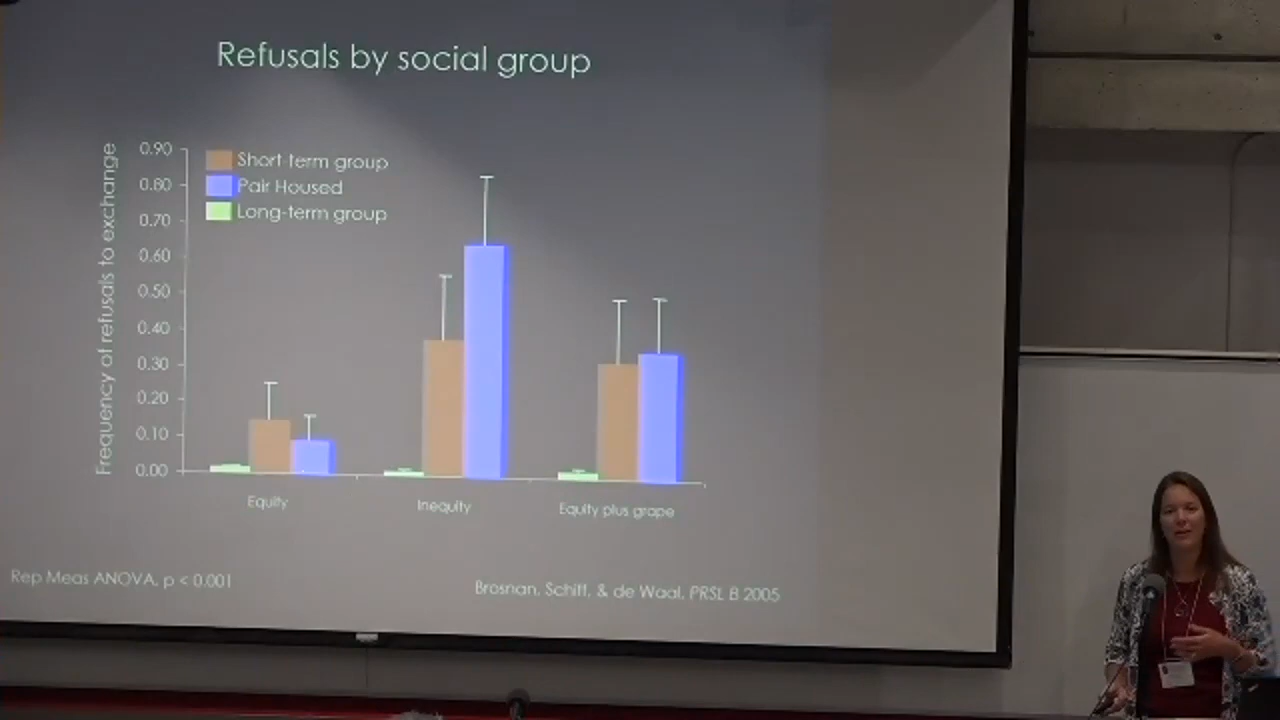 Refusals by social group
Frequency of refusals to exchange
0.90
0.80
0.70
0.60
0.50
0.40
0.30
0.20
0.10
0.00
Short-term group
Pair Housed
Long-term group
Equity
Inequity
Equity plus grape
Rep Meas ANOVA, p < 0.001
Brosnan, Schiff, & de Waal, PRSL B 2005